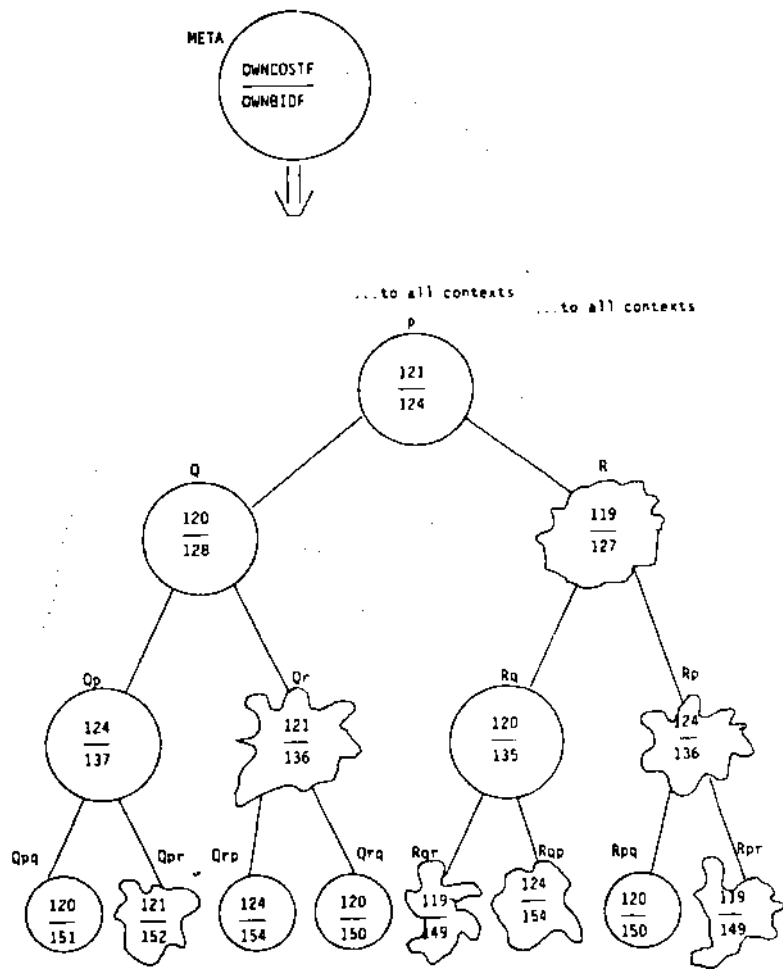 META
OWNCOSTF
OWNBIDF
...to all contexts
...to all contexts
P
121
124
Q
120
128
R
119
127
Qp
124
137
Qr
121
136
Rq
120
135
Rp
124
136
Qpq
120
151
Qpr
121
152
Qrp
124
154
Qrq
120
150
Rqr
119
149
Rqp
124
154
Rpq
120
150
Rpr
119
149